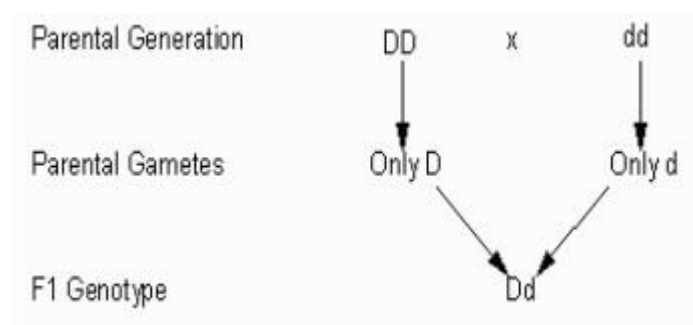 Parental Generation DD x dd
Parental Gametes Only D Only d
F1 Genotype Dd